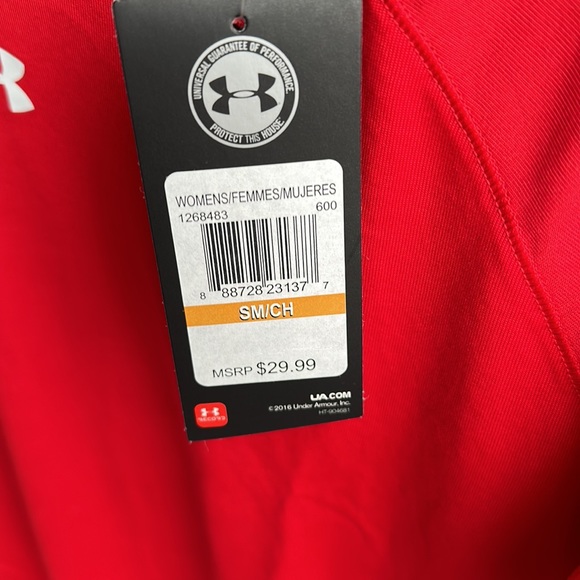 UNIVERSAL GUARANTEE OF PERFORMANCE
PROTECT THIS HOUSE.
WOMENS/FEMMES/MUJERES
1268483 600
8 88728 23137 7
SM/CH
MSRP $29.99
UA.COM
©2016 Under Armour, Inc.
HT-904681